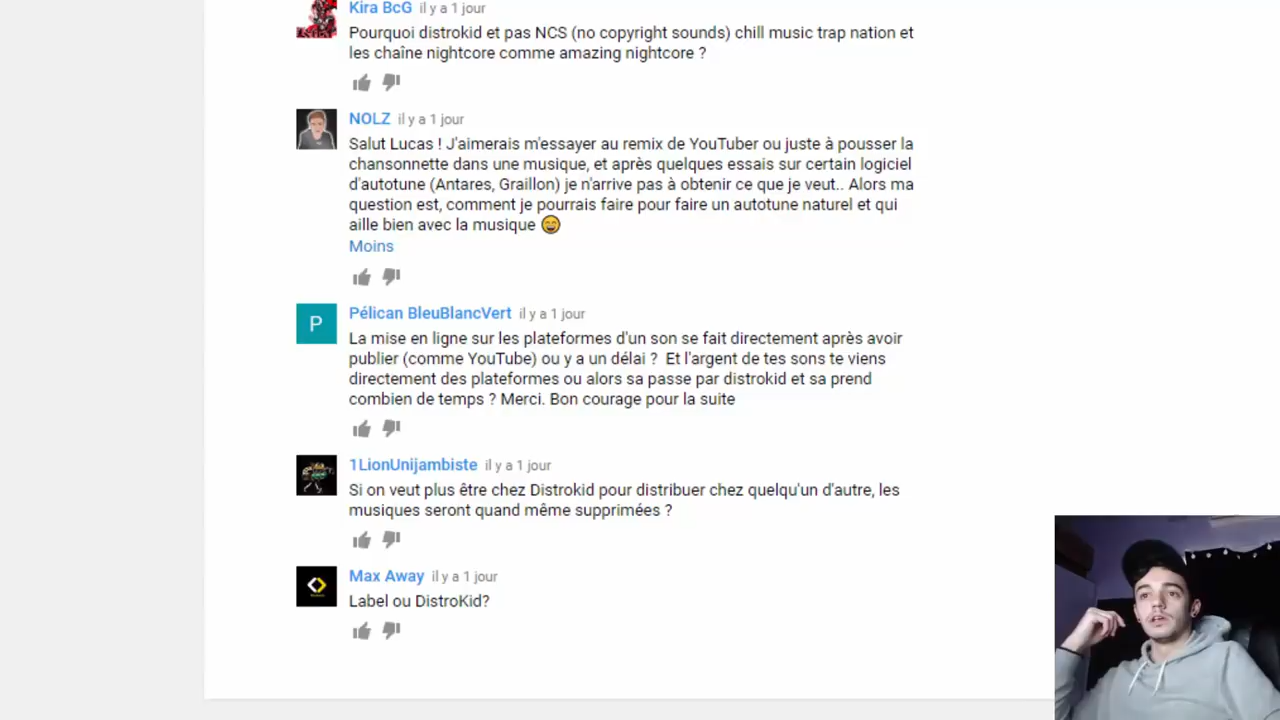 Kira BcG il y a 1 jour
Pourquoi distrokid et pas NCS (no copyright sounds) chill music trap nation et
les chaîne nightcore comme amazing nightcore ?
NOLZ il y a 1 jour
Salut Lucas ! J'aimerais m'essayer au remix de YouTuber ou juste à pousser la
chansonnette dans une musique, et après quelques essais sur certain logiciel
d'autotune (Antares, Graillon) je n'arrive pas à obtenir ce que je veut.. Alors ma
question est, comment je pourrais faire pour faire un autotune naturel et qui
aille bien avec la musique 😄
Moins
P
Pélican BleuBlancVert il y a 1 jour
La mise en ligne sur les plateformes d'un son se fait directement après avoir
publier (comme YouTube) ou y a un délai ? Et l'argent de tes sons te viens
directement des plateformes ou alors sa passe par distrokid et sa prend
combien de temps ? Merci. Bon courage pour la suite
1LionUnijambiste il y a 1 jour
Si on veut plus être chez Distrokid pour distribuer chez quelqu'un d'autre, les
musiques seront quand même supprimées ?
Max Away il y a 1 jour
Label ou DistroKid?